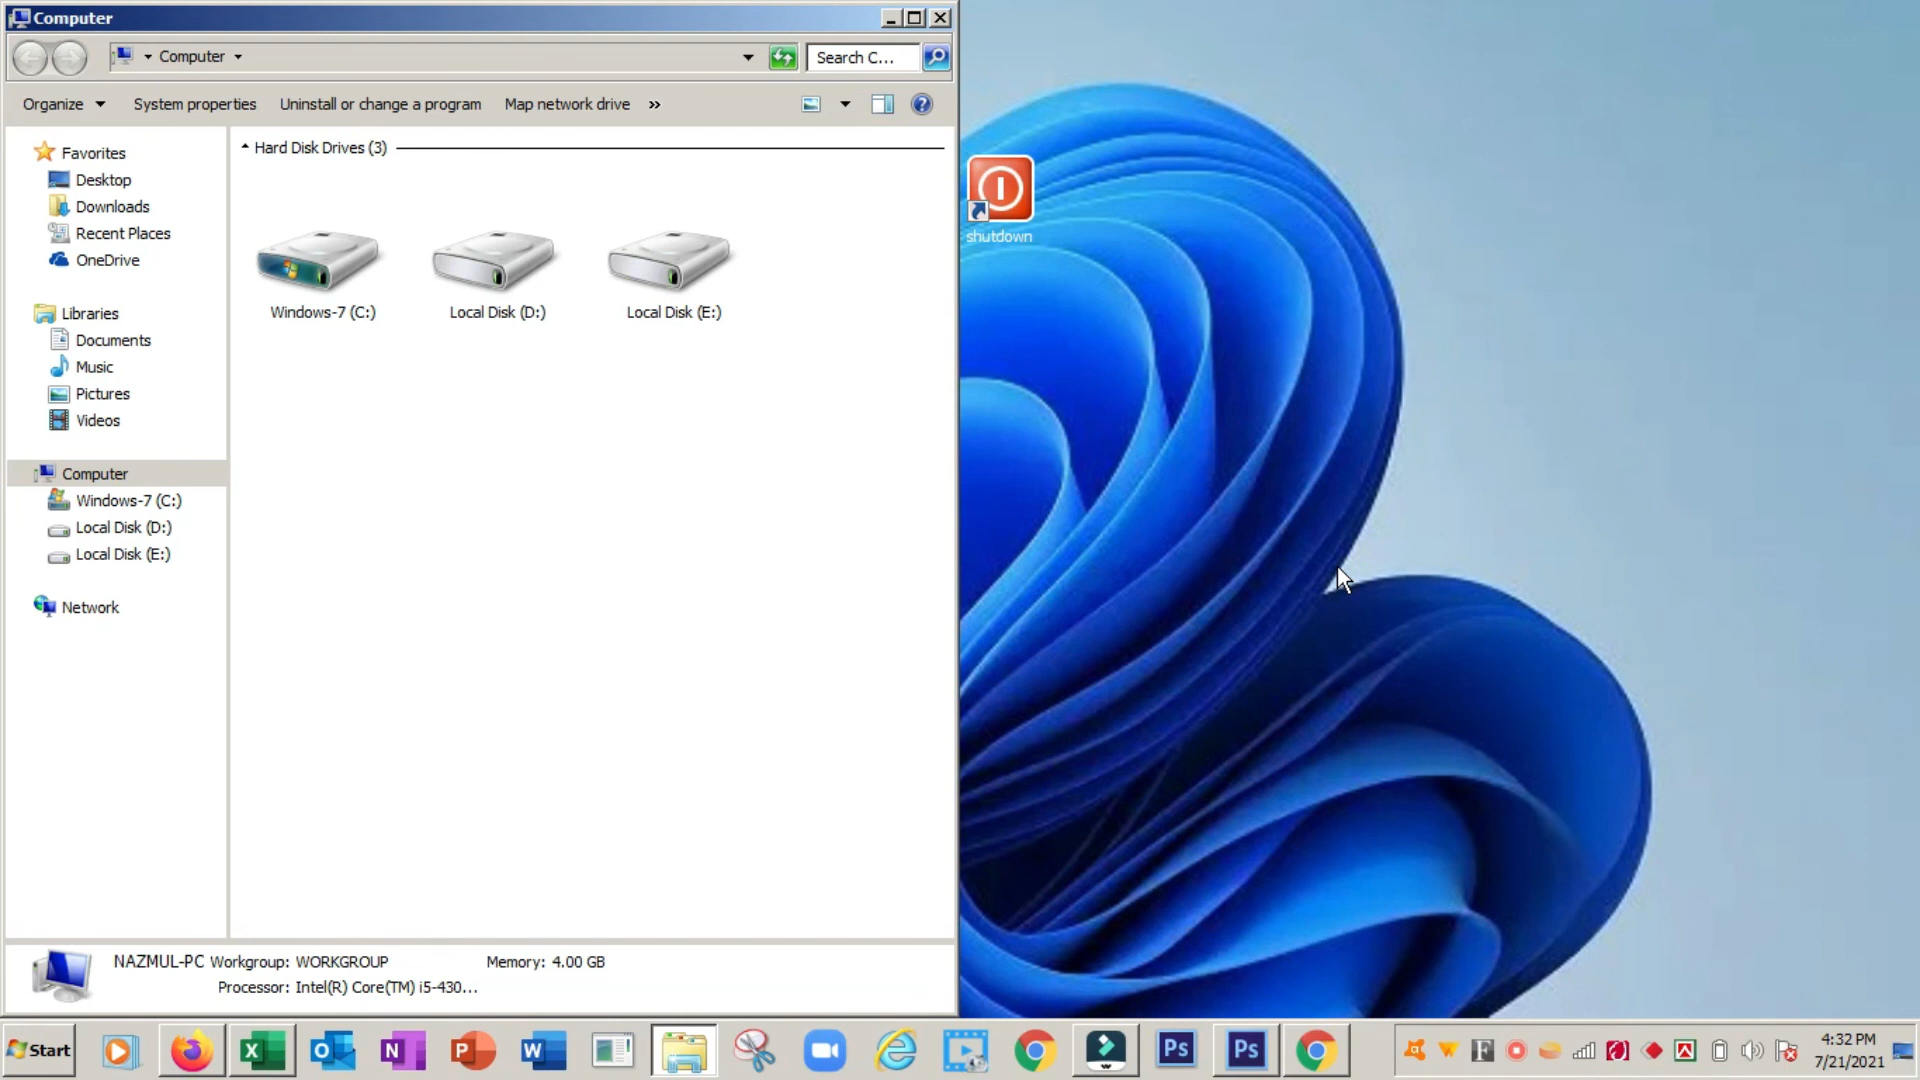 Computer
Computer
Search C...
Organize
System properties
Uninstall or change a program
Map network drive
»
Hard Disk Drives (3)
Favorites
Desktop
Downloads
Recent Places
OneDrive
Libraries
Documents
Music
Pictures
Videos
Computer
Windows-7 (C:)
Local Disk (D:)
Local Disk (E:)
Network
Windows-7 (C:)
Local Disk (D:)
Local Disk (E:)
shutdown
NAZMUL-PC Workgroup: WORKGROUP
Memory: 4.00 GB
Processor: Intel(R) Core(TM) i5-430...
Start
X
O
N
P
W
Ps
Ps
F
4:32 PM
7/21/2021